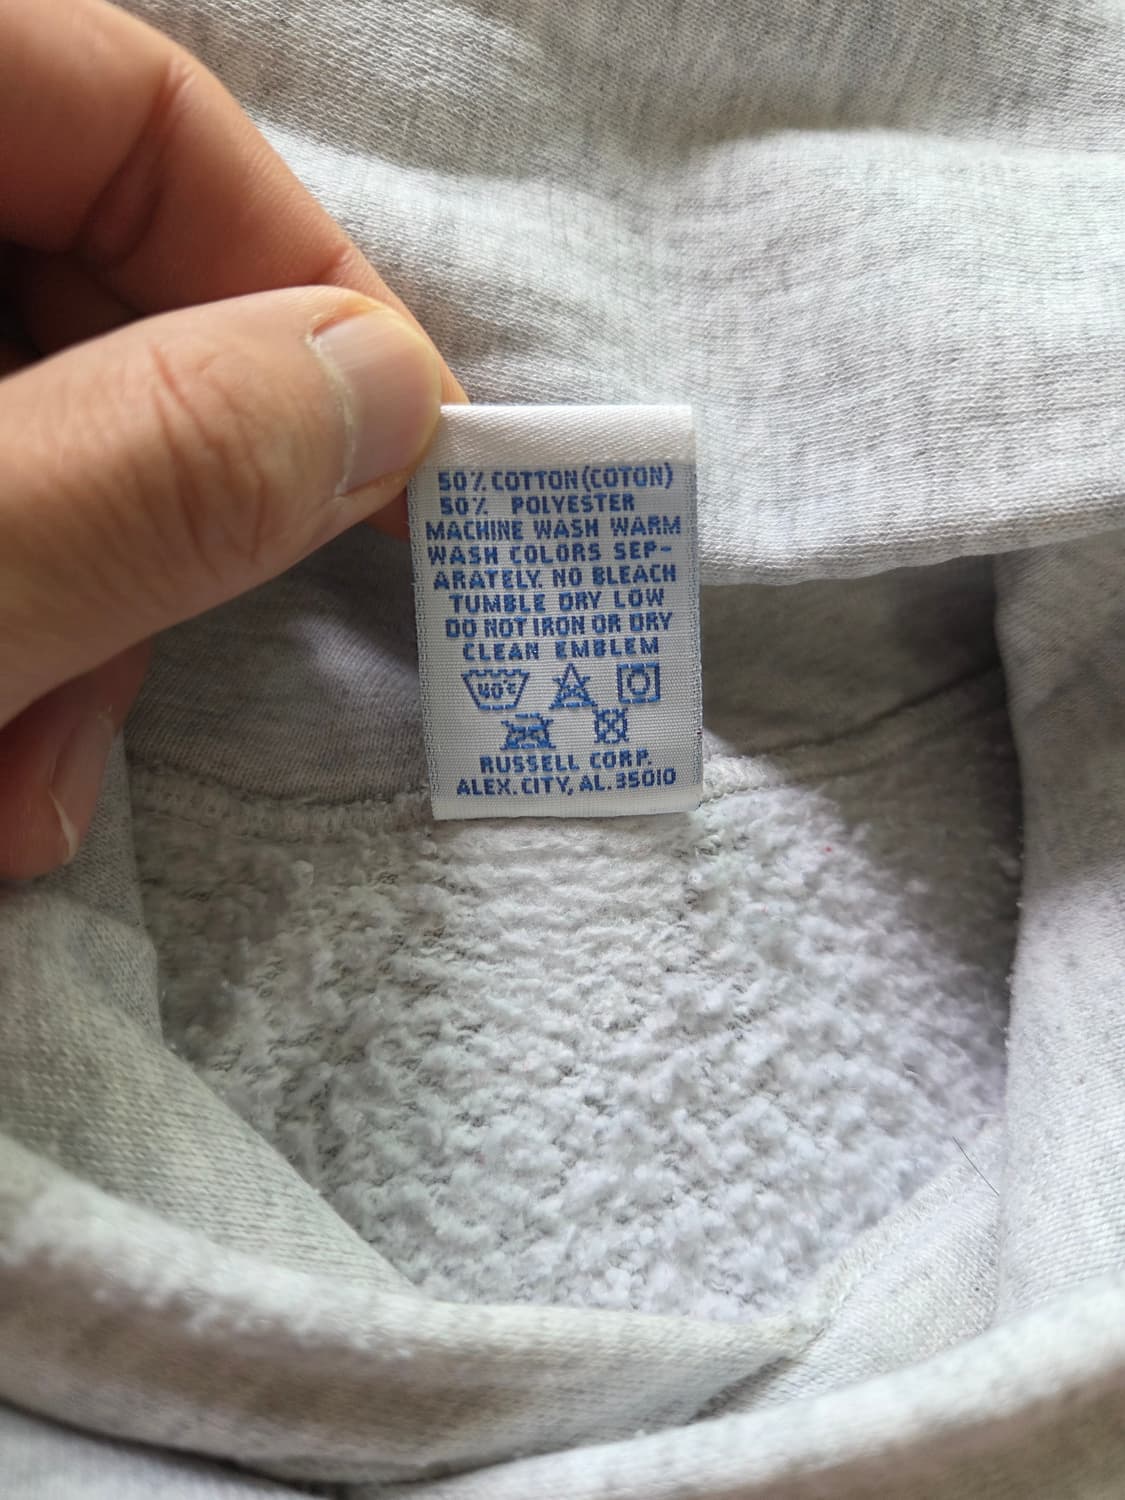 50% COTTON (COTON)
50% POLYESTER
MACHINE WASH WARM
WASH COLORS SEP-
ARATELY. NO BLEACH
TUMBLE DRY LOW
DO NOT IRON OR DRY
CLEAN EMBLEM
40°C
RUSSELL CORP.
ALEX. CITY, AL. 35010